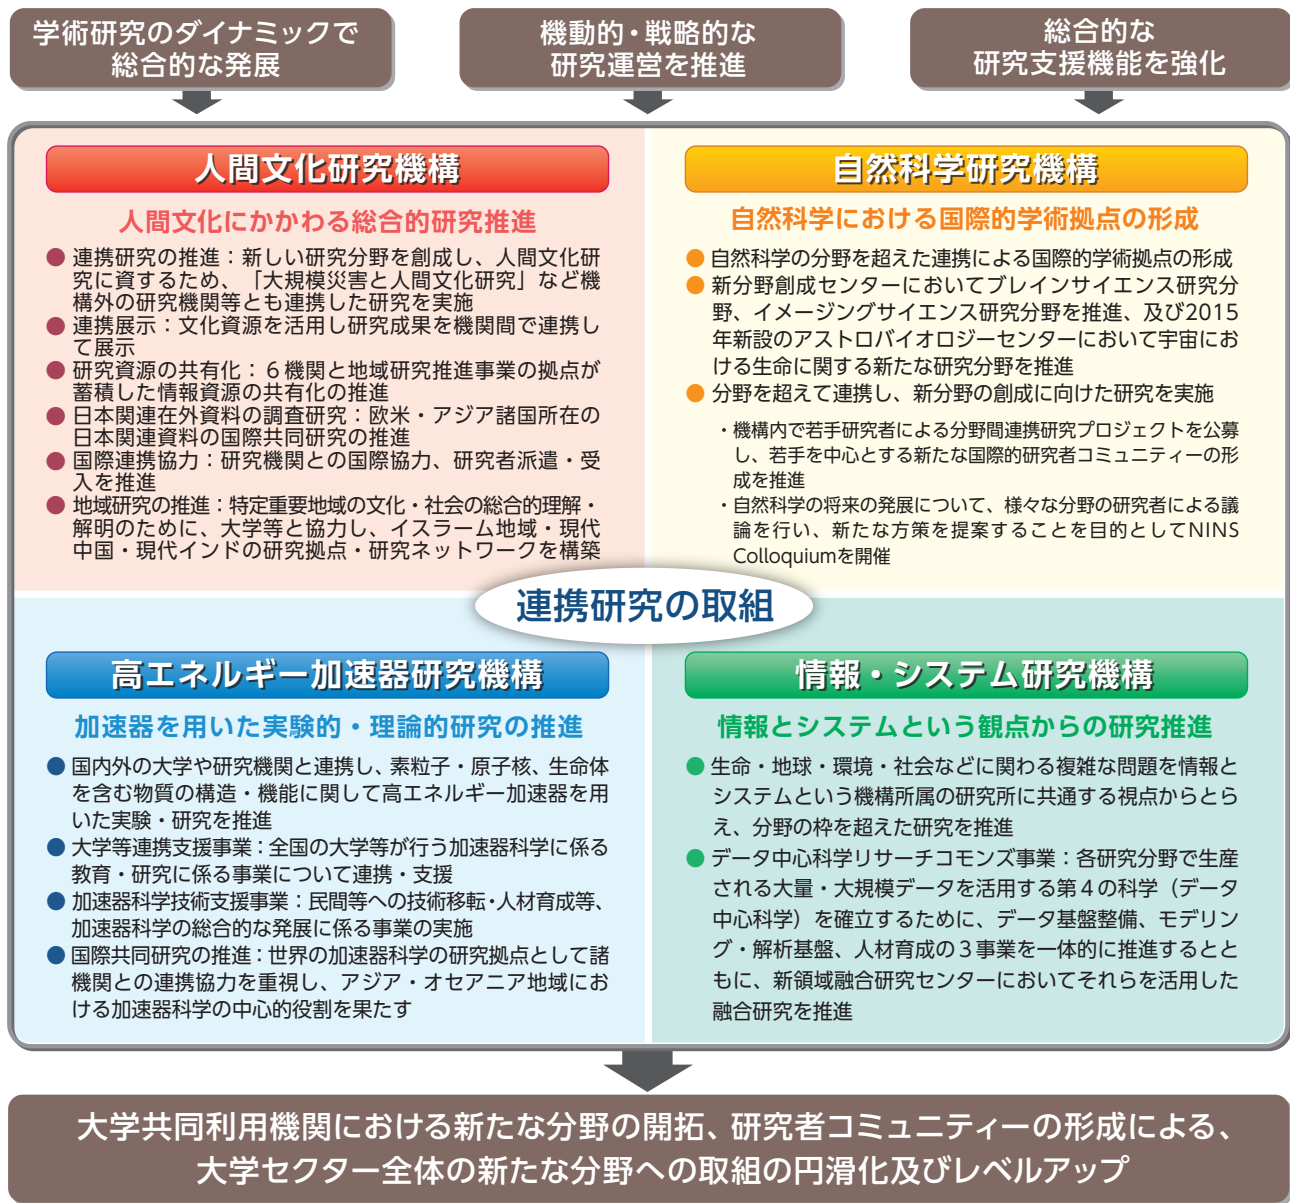 学術研究のダイナミックで
総合的な発展
機動的・戦略的な
研究運営を推進
総合的な
研究支援機能を強化
人間文化研究機構
人間文化にかかわる総合的研究推進
● 連携研究の推進：新しい研究分野を創成し、人間文化研
究に資するため、「大規模災害と人間文化研究」など機
構外の研究機関等とも連携した研究を実施
● 連携展示：文化資源を活用し研究成果を機関間で連携し
て展示
● 研究資源の共有化：６機関と地域研究推進事業の拠点が
蓄積した情報資源の共有化の推進
● 日本関連在外資料の調査研究：欧米・アジア諸国所在の
日本関連資料の国際共同研究の推進
● 国際連携協力：研究機関との国際協力、研究者派遣・受
入を推進
● 地域研究の推進：特定重要地域の文化・社会の総合的理解・
解明のために、大学等と協力し、イスラーム地域・現代
中国・現代インドの研究拠点・研究ネットワークを構築
自然科学研究機構
自然科学における国際的学術拠点の形成
● 自然科学の分野を超えた連携による国際的学術拠点の形成
● 新分野創成センターにおいてブレインサイエンス研究分
野、イメージングサイエンス研究分野を推進、及び2015
年新設のアストロバイオロジーセンターにおいて宇宙にお
ける生命に関する新たな研究分野を推進
● 分野を超えて連携し、新分野の創成に向けた研究を実施
・機構内で若手研究者による分野間連携研究プロジェクトを公募
し、若手を中心とする新たな国際的研究者コミュニティーの形
成を推進
・自然科学の将来の発展について、様々な分野の研究者による議
論を行い、新たな方策を提案することを目的としてNINS
Colloquiumを開催
連携研究の取組
高エネルギー加速器研究機構
加速器を用いた実験的・理論的研究の推進
● 国内外の大学や研究機関と連携し、素粒子・原子核、生命体
を含む物質の構造・機能に関して高エネルギー加速器を用
いた実験・研究を推進
● 大学等連携支援事業：全国の大学等が行う加速器科学に係る
教育・研究に係る事業について連携・支援
● 加速器科学技術支援事業：民間等への技術移転・人材育成等、
加速器科学の総合的な発展に係る事業の実施
● 国際共同研究の推進：世界の加速器科学の研究拠点として諸
機関との連携協力を重視し、アジア・オセアニア地域にお
ける加速器科学の中心的役割を果たす
情報・システム研究機構
情報とシステムという観点からの研究推進
● 生命・地球・環境・社会などに関わる複雑な問題を情報と
システムという機構所属の研究所に共通する視点からとら
え、分野の枠を超えた研究を推進
● データ中心科学リサーチコモンズ事業：各研究分野で生産
される大量・大規模データを活用する第４の科学（データ
中心科学）を確立するために、データ基盤整備、モデリン
グ・解析基盤、人材育成の３事業を一体的に推進するとと
もに、新領域融合研究センターにおいてそれらを活用した
融合研究を推進
大学共同利用機関における新たな分野の開拓、研究者コミュニティーの形成による、
大学セクター全体の新たな分野への取組の円滑化及びレベルアップ